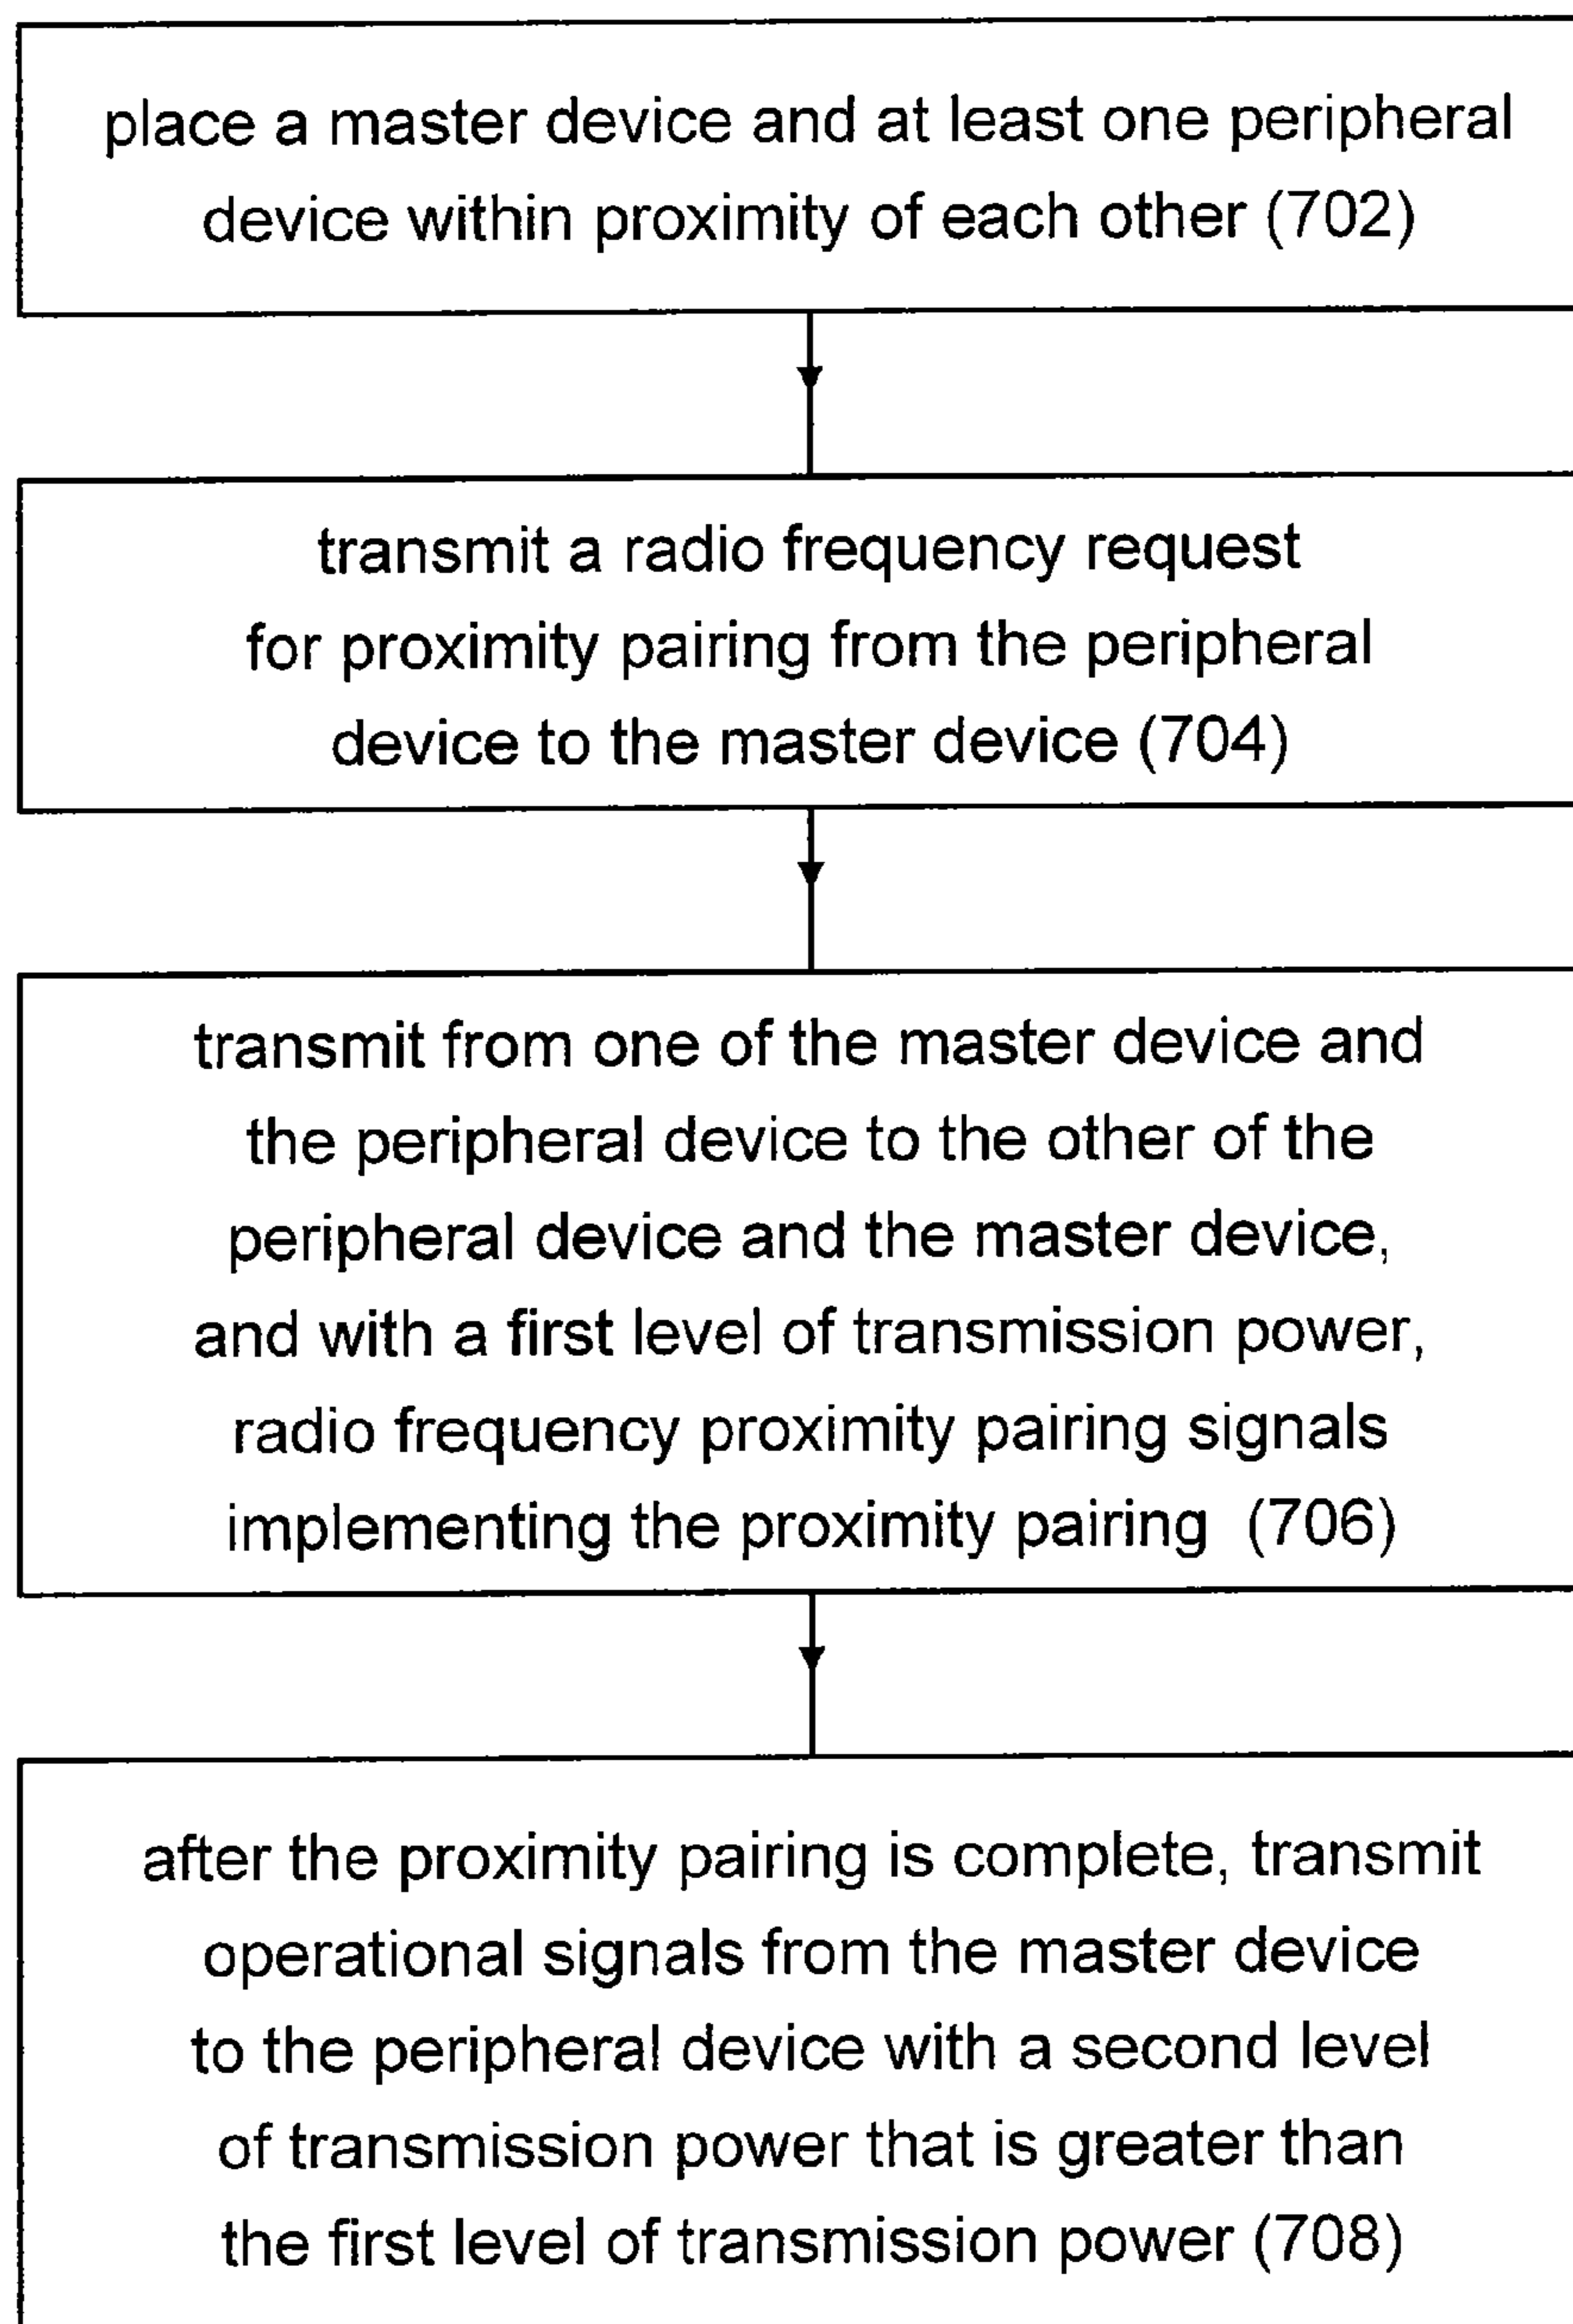 place a master device and at least one peripheral
device within proximity of each other (702)
transmit a radio frequency request
for proximity pairing from the peripheral
device to the master device (704)
transmit from one of the master device and
the peripheral device to the other of the
peripheral device and the master device,
and with a first level of transmission power,
radio frequency proximity pairing signals
implementing the proximity pairing  (706)
after the proximity pairing is complete, transmit
operational signals from the master device
to the peripheral device with a second level
of transmission power that is greater than
the first level of transmission power (708)